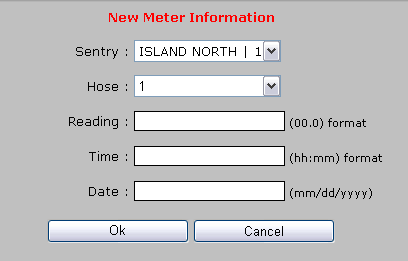 New Meter Information
Sentry : ISLAND NORTH | 1
Hose : 1
Reading : (00.0) format
Time : (hh:mm) format
Date : (mm/dd/yyyy)
Ok Cancel